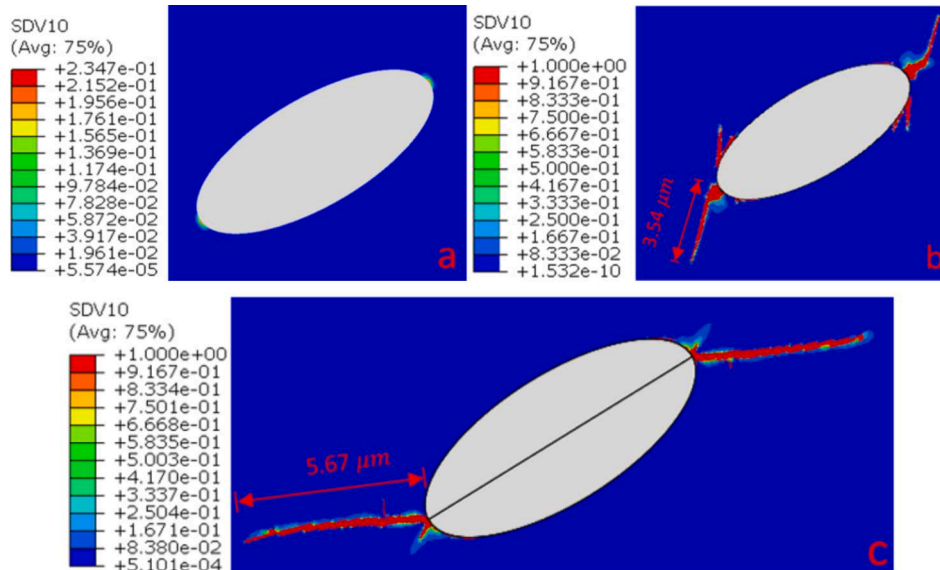 SDV10
(Avg: 75%)
+2.347e-01
+2.152e-01
+1.956e-01
+1.761e-01
+1.565e-01
+1.369e-01
+1.174e-01
+9.784e-02
+7.828e-02
+5.872e-02
+3.917e-02
+1.961e-02
+5.574e-05
a
SDV10
(Avg: 75%)
+1.000e+00
+9.167e-01
+8.333e-01
+7.500e-01
+6.667e-01
+5.833e-01
+5.000e-01
+4.167e-01
+3.333e-01
+2.500e-01
+1.667e-01
+8.333e-02
+1.532e-10
3.54 μm
b
SDV10
(Avg: 75%)
+1.000e+00
+9.167e-01
+8.334e-01
+7.501e-01
+6.668e-01
+5.835e-01
+5.003e-01
+4.170e-01
+3.337e-01
+2.504e-01
+1.671e-01
+8.380e-02
+5.101e-04
5.67 μm
c